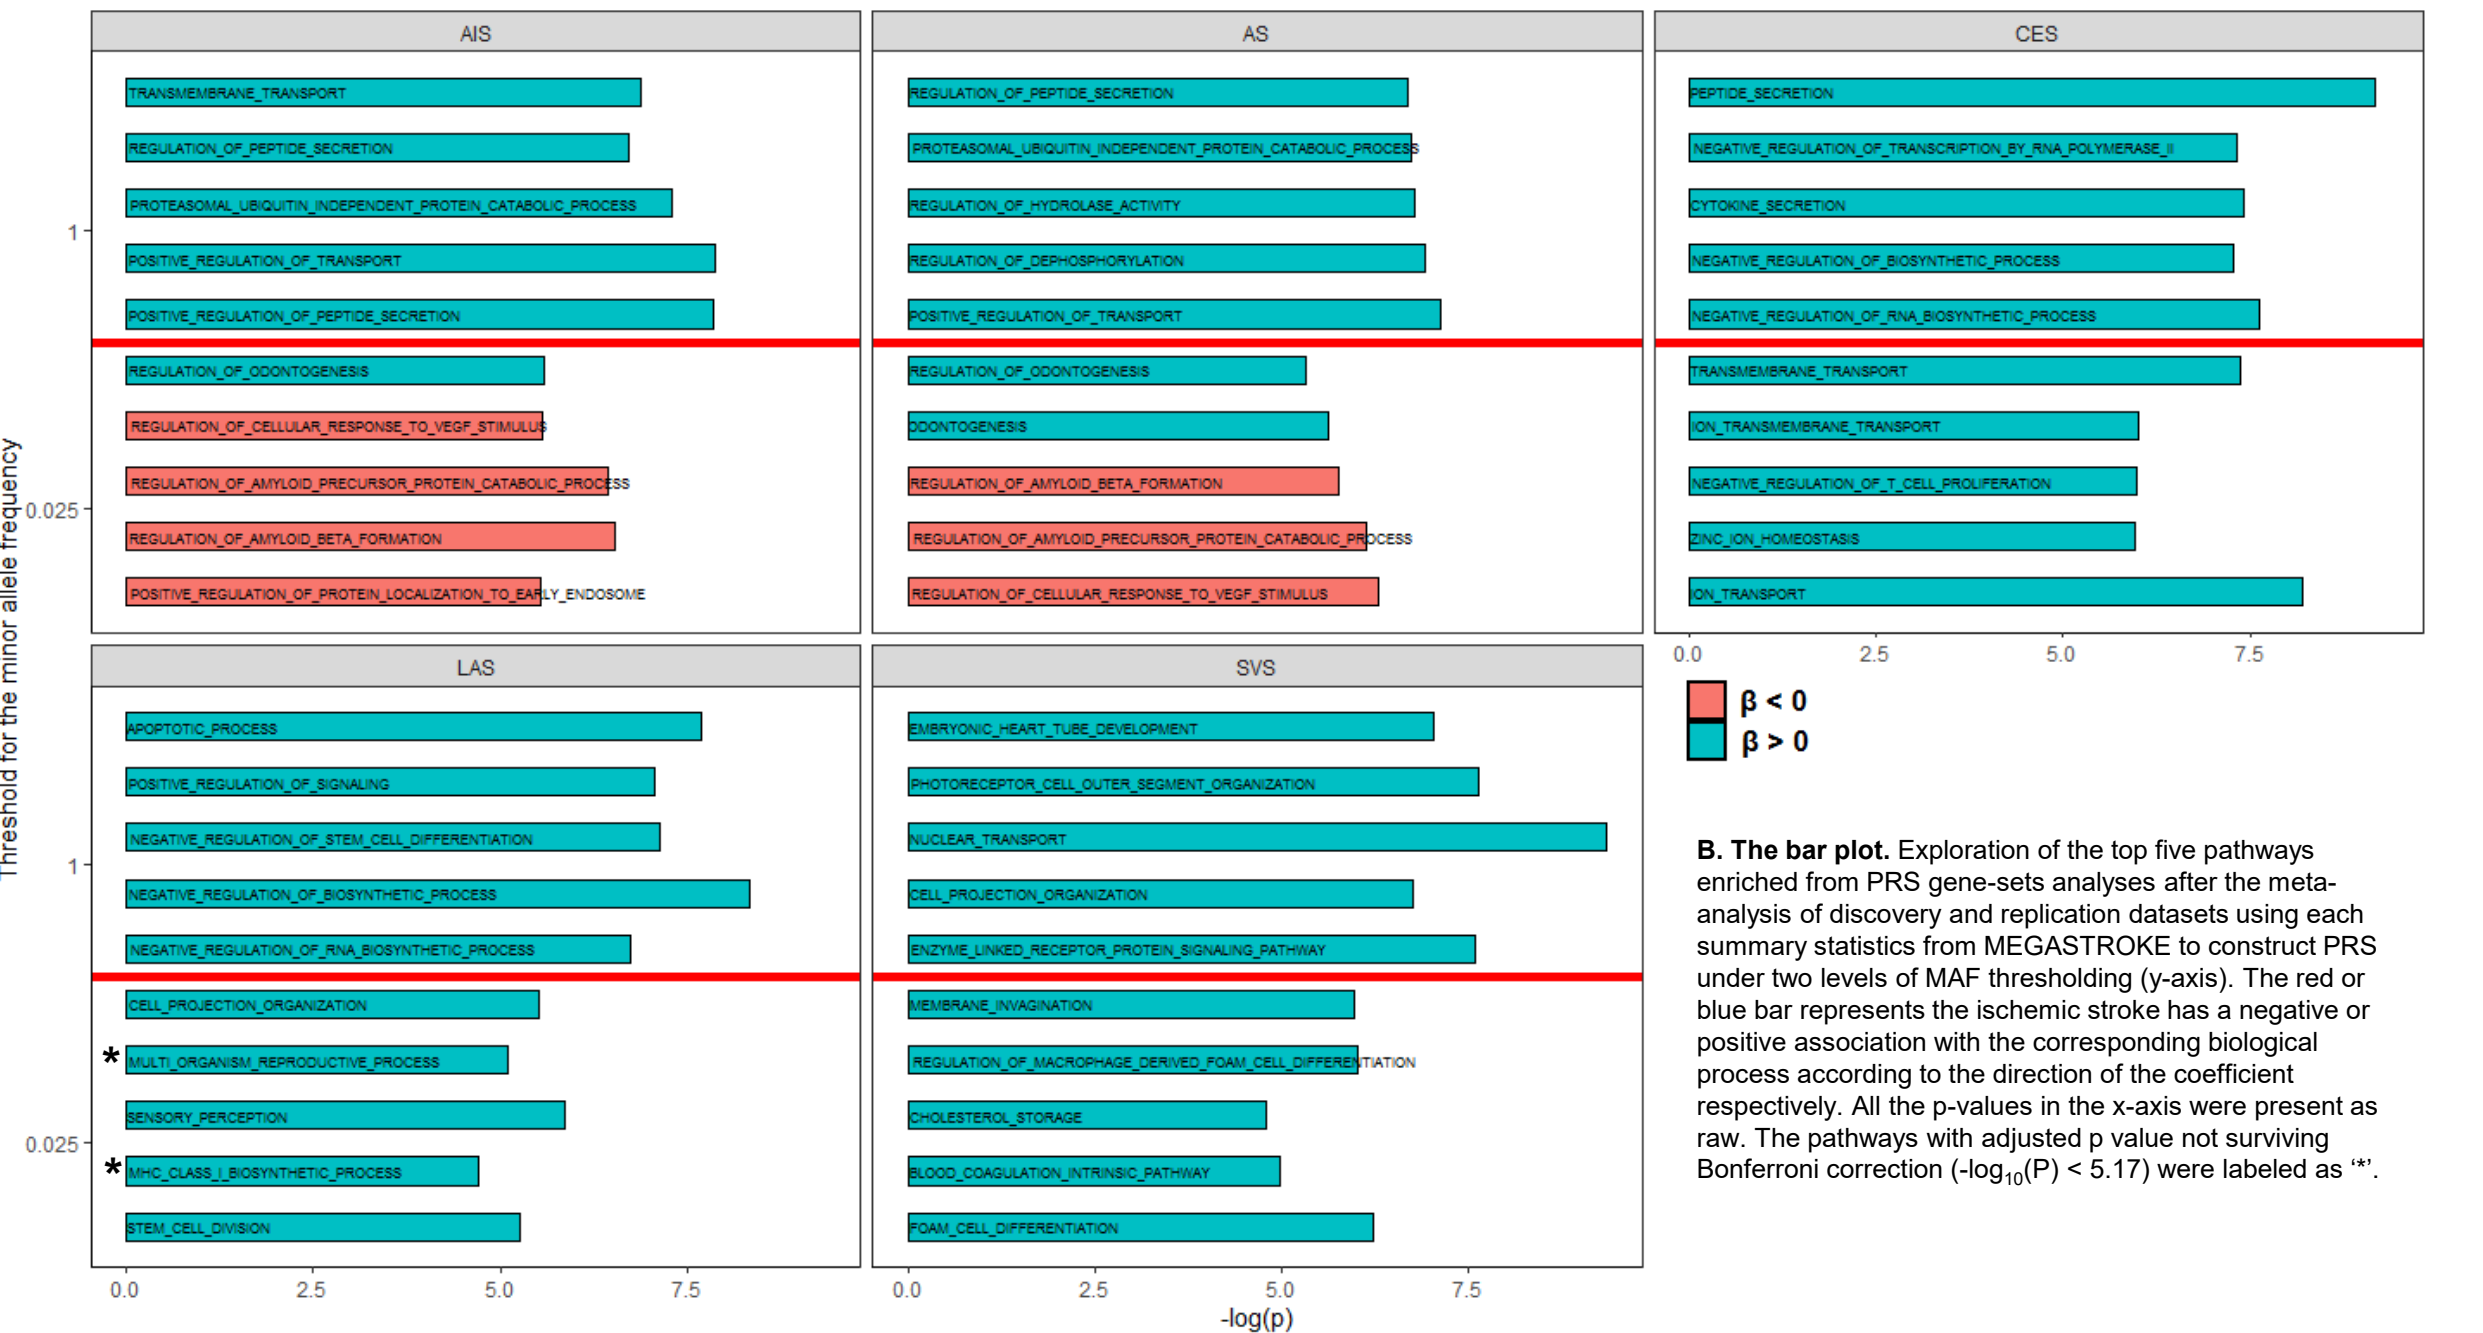 AIS
TRANSMEMBRANE_TRANSPORT
REGULATION_OF_PEPTIDE_SECRETION
PROTEASOMAL_UBIQUITIN_INDEPENDENT_PROTEIN_CATABOLIC_PROCESS
POSITIVE_REGULATION_OF_TRANSPORT
POSITIVE_REGULATION_OF_PEPTIDE_SECRETION
REGULATION_OF_ODONTOGENESIS
REGULATION_OF_CELLULAR_RESPONSE_TO_VEGF_STIMULUS
REGULATION_OF_AMYLOID_PRECURSOR_PROTEIN_CATABOLIC_PROCESS
REGULATION_OF_AMYLOID_BETA_FORMATION
POSITIVE_REGULATION_OF_PROTEIN_LOCALIZATION_TO_EARLY_ENDOSOME
1
0.025
AS
REGULATION_OF_PEPTIDE_SECRETION
PROTEASOMAL_UBIQUITIN_INDEPENDENT_PROTEIN_CATABOLIC_PROCESS
REGULATION_OF_HYDROLASE_ACTIVITY
REGULATION_OF_DEPHOSPHORYLATION
POSITIVE_REGULATION_OF_TRANSPORT
REGULATION_OF_ODONTOGENESIS
ODONTOGENESIS
REGULATION_OF_AMYLOID_BETA_FORMATION
REGULATION_OF_AMYLOID_PRECURSOR_PROTEIN_CATABOLIC_PROCESS
REGULATION_OF_CELLULAR_RESPONSE_TO_VEGF_STIMULUS
CES
PEPTIDE_SECRETION
NEGATIVE_REGULATION_OF_TRANSCRIPTION_BY_RNA_POLYMERASE_II
CYTOKINE_SECRETION
NEGATIVE_REGULATION_OF_BIOSYNTHETIC_PROCESS
NEGATIVE_REGULATION_OF_RNA_BIOSYNTHETIC_PROCESS
TRANSMEMBRANE_TRANSPORT
ION_TRANSMEMBRANE_TRANSPORT
NEGATIVE_REGULATION_OF_T_CELL_PROLIFERATION
ZINC_ION_HOMEOSTASIS
ION_TRANSPORT
0.0 2.5 5.0 7.5
Threshold for the minor allele frequency
LAS
APOPTOTIC_PROCESS
POSITIVE_REGULATION_OF_SIGNALING
NEGATIVE_REGULATION_OF_STEM_CELL_DIFFERENTIATION
NEGATIVE_REGULATION_OF_BIOSYNTHETIC_PROCESS
NEGATIVE_REGULATION_OF_RNA_BIOSYNTHETIC_PROCESS
CELL_PROJECTION_ORGANIZATION
* MULTI_ORGANISM_REPRODUCTIVE_PROCESS
SENSORY_PERCEPTION
* MHC_CLASS_I_BIOSYNTHETIC_PROCESS
STEM_CELL_DIVISION
1
0.025
0.0 2.5 5.0 7.5
SVS
EMBRYONIC_HEART_TUBE_DEVELOPMENT
PHOTORECEPTOR_CELL_OUTER_SEGMENT_ORGANIZATION
NUCLEAR_TRANSPORT
CELL_PROJECTION_ORGANIZATION
ENZYME_LINKED_RECEPTOR_PROTEIN_SIGNALING_PATHWAY
MEMBRANE_INVAGINATION
REGULATION_OF_MACROPHAGE_DERIVED_FOAM_CELL_DIFFERENTIATION
CHOLESTEROL_STORAGE
BLOOD_COAGULATION_INTRINSIC_PATHWAY
FOAM_CELL_DIFFERENTIATION
0.0 2.5 5.0 7.5
-log(p)
β < 0
β > 0
B. The bar plot. Exploration of the top five pathways
enriched from PRS gene-sets analyses after the meta-
analysis of discovery and replication datasets using each
summary statistics from MEGASTROKE to construct PRS
under two levels of MAF thresholding (y-axis). The red or
blue bar represents the ischemic stroke has a negative or
positive association with the corresponding biological
process according to the direction of the coefficient
respectively. All the p-values in the x-axis were present as
raw. The pathways with adjusted p value not surviving
Bonferroni correction (-log10(P) < 5.17) were labeled as ‘*’.